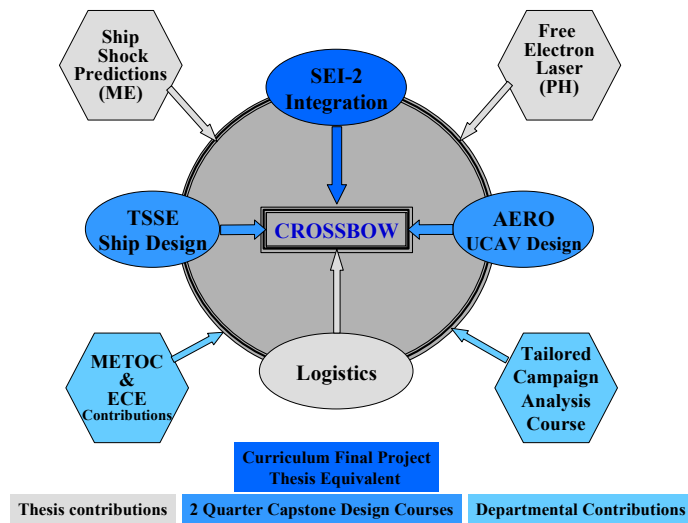 Ship
Shock
Predictions
(ME)
SEI-2
Integration
Free
Electron
Laser
(PH)
TSSE
Ship Design
CROSSBOW
AERO
UCAV Design
METOC
&
ECE
Contributions
Logistics
Tailored
Campaign
Analysis
Course
Curriculum Final Project
Thesis Equivalent
Thesis contributions
2 Quarter Capstone Design Courses
Departmental Contributions